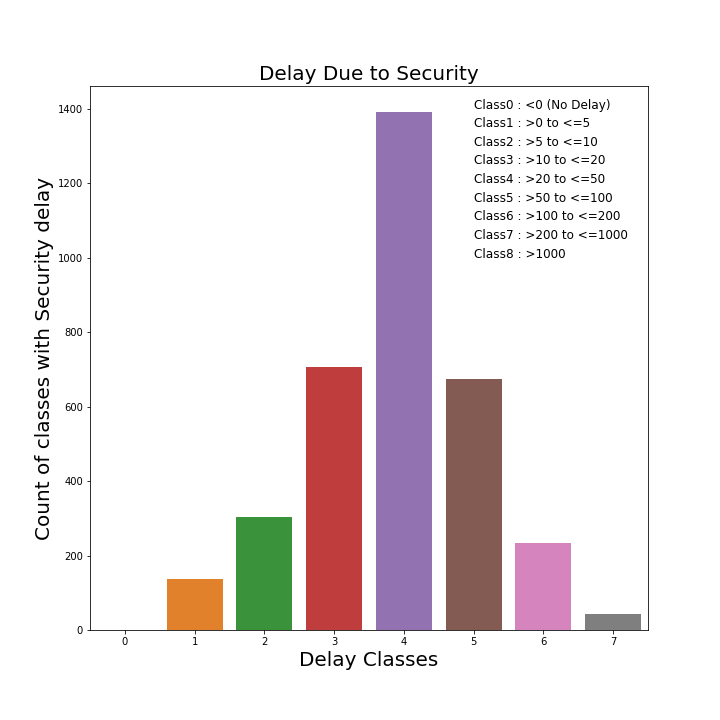 Delay Due to Security
Class0 : <0 (No Delay)
Class1 : >0 to <=5
Class2 : >5 to <=10
Class3 : >10 to <=20
Class4 : >20 to <=50
Class5 : >50 to <=100
Class6 : >100 to <=200
Class7 : >200 to <=1000
Class8 : >1000
Count of classes with Security delay
1400
1200
1000
800
600
400
200
0
0 1 2 3 4 5 6 7
Delay Classes